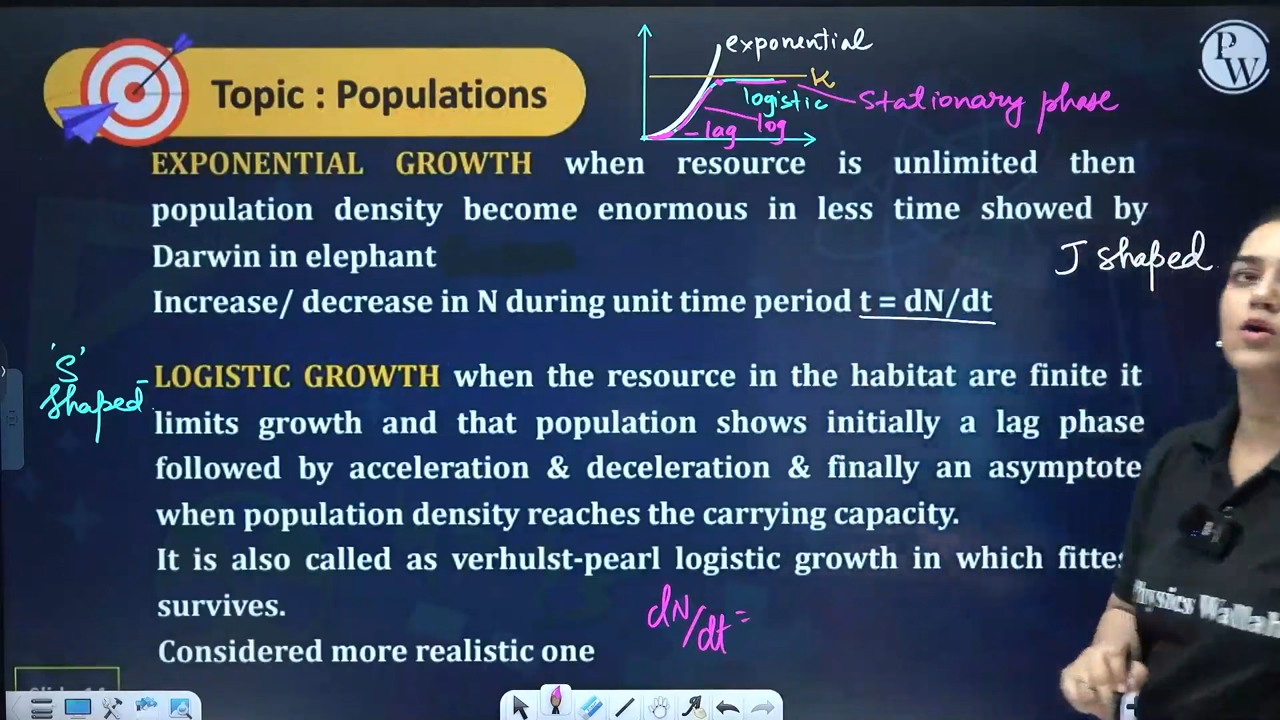 Topic : Populations
exponential
K
logistic
Stationary phase
lag
log
PW
EXPONENTIAL GROWTH when resource is unlimited then
population density become enormous in less time showed by
Darwin in elephant
J shaped
Increase/ decrease in N during unit time period t = dN/dt
'S'
shaped
LOGISTIC GROWTH when the resource in the habitat are finite it
limits growth and that population shows initially a lag phase
followed by acceleration & deceleration & finally an asymptote
when population density reaches the carrying capacity.
It is also called as verhulst-pearl logistic growth in which fittes
survives.
dN/dt =
Considered more realistic one
Physics Wallah